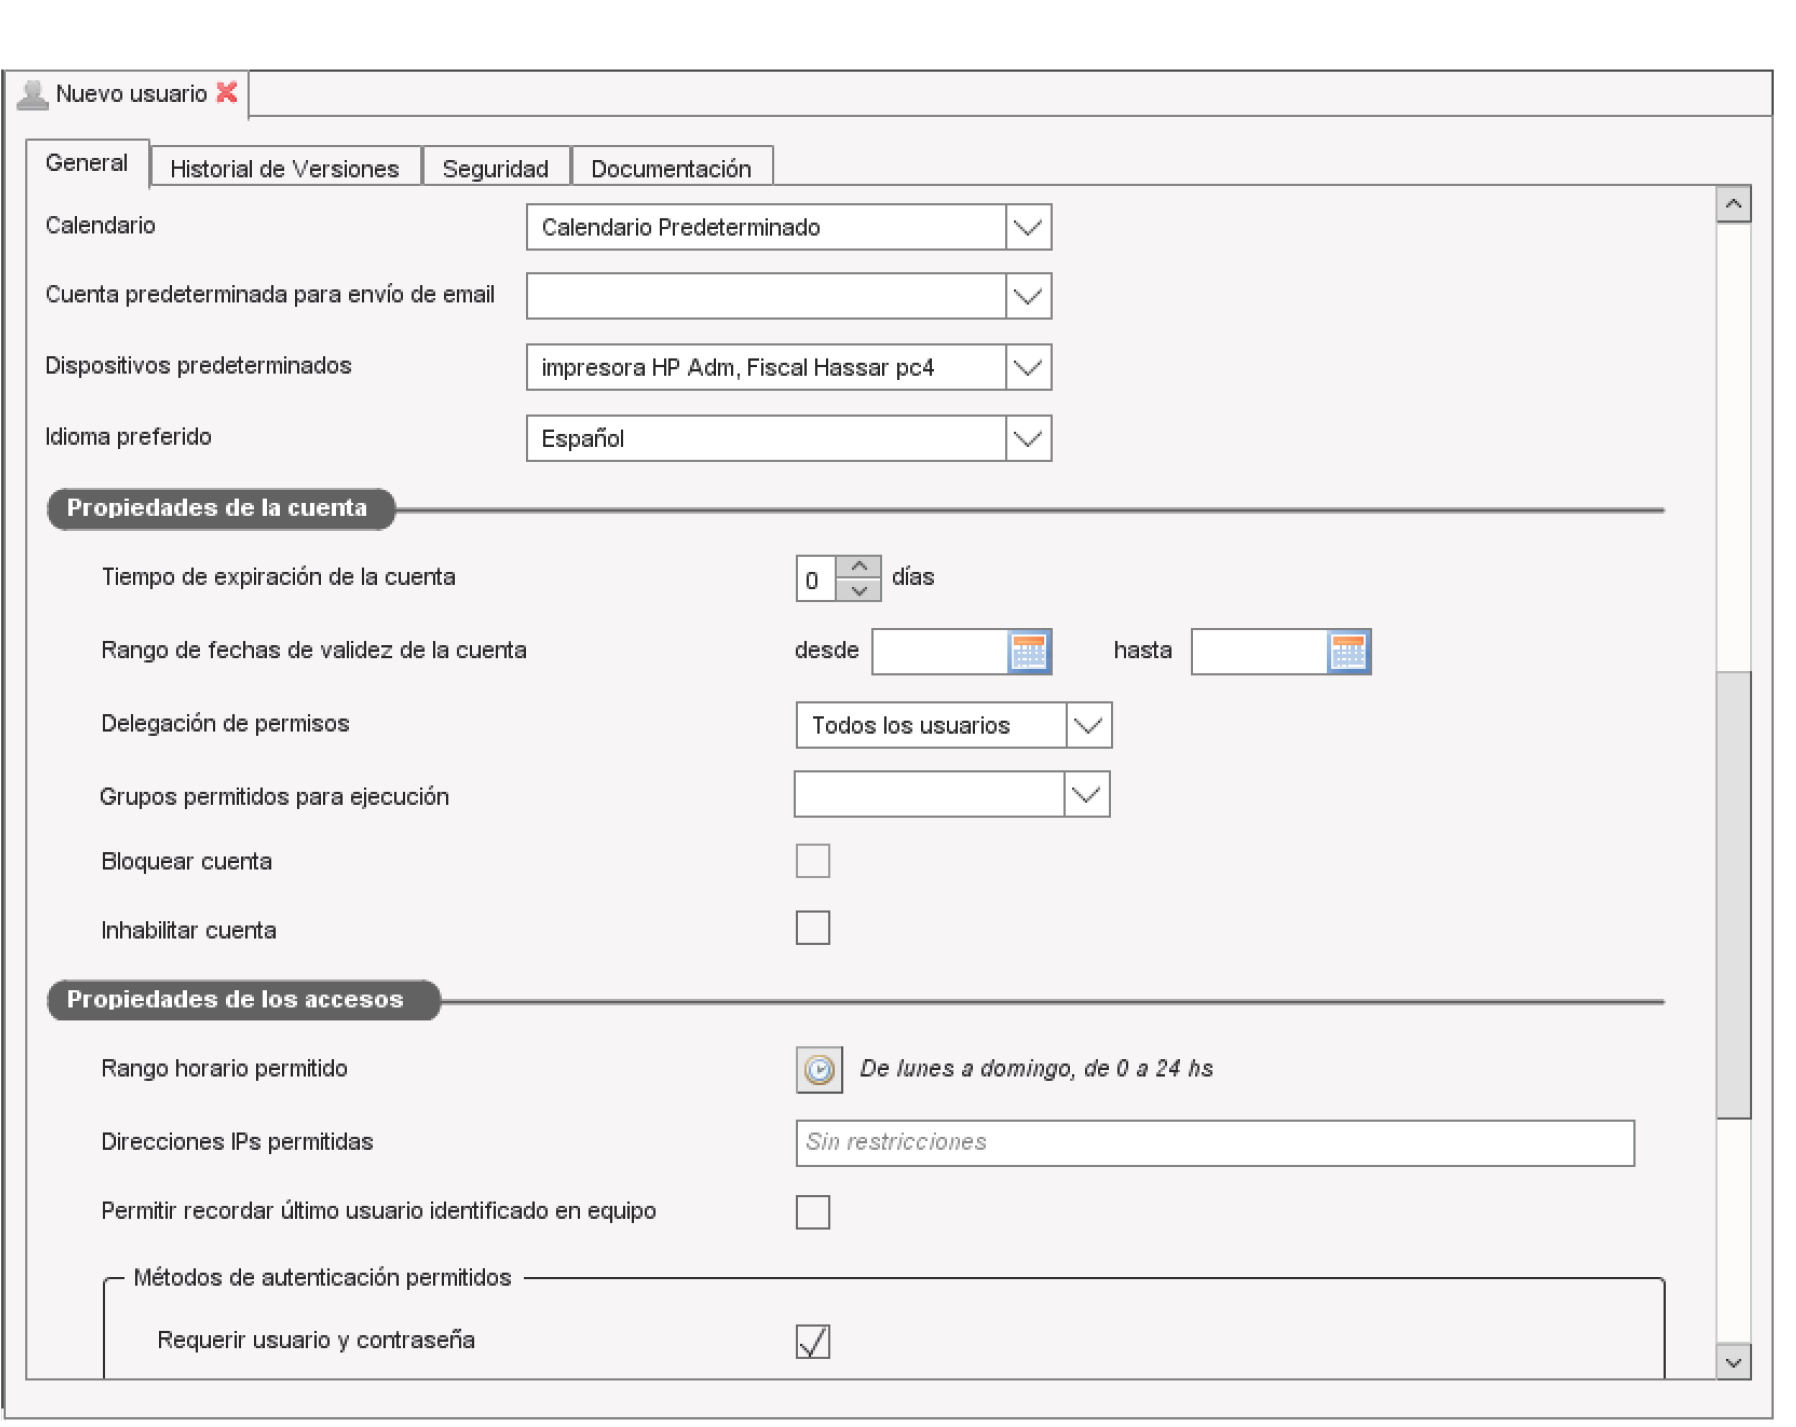 Nuevo usuario
General Historial de Versiones Seguridad Documentación
Calendario Calendario Predeterminado
Cuenta predeterminada para envío de email
Dispositivos predeterminados impresora HP Adm, Fiscal Hassar pc4
Idioma preferido Español
Propiedades de la cuenta
Tiempo de expiración de la cuenta 0 días
Rango de fechas de validez de la cuenta desde hasta
Delegación de permisos Todos los usuarios
Grupos permitidos para ejecución
Bloquear cuenta
Inhabilitar cuenta
Propiedades de los accesos
Rango horario permitido De lunes a domingo, de 0 a 24 hs
Direcciones IPs permitidas Sin restricciones
Permitir recordar último usuario identificado en equipo
Métodos de autenticación permitidos
Requerir usuario y contraseña